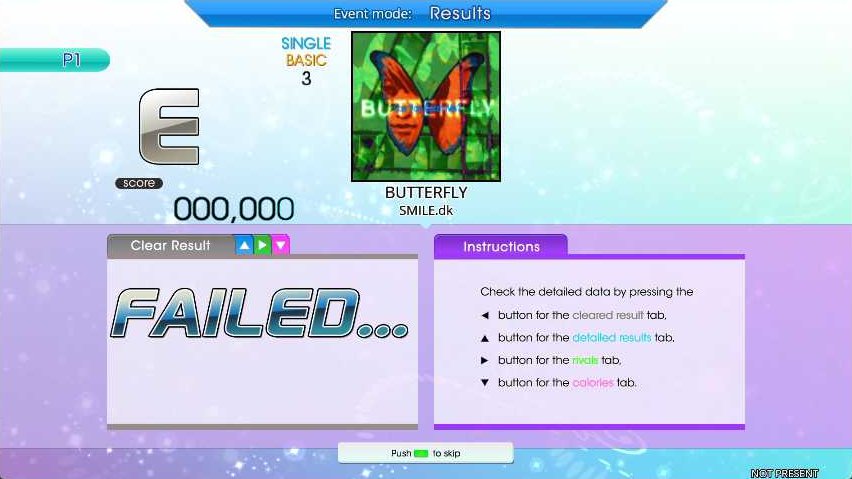 Event mode: Results
P1
SINGLE
BASIC
3
BUTTERFLY
E
score
000,000
BUTTERFLY
SMILE.dk
Clear Result
FAILED...
Instructions
Check the detailed data by pressing the
◀ button for the cleared result tab,
▲ button for the detailed results tab,
▶ button for the rivals tab,
▼ button for the calories tab.
Push to skip
NOT PRESENT